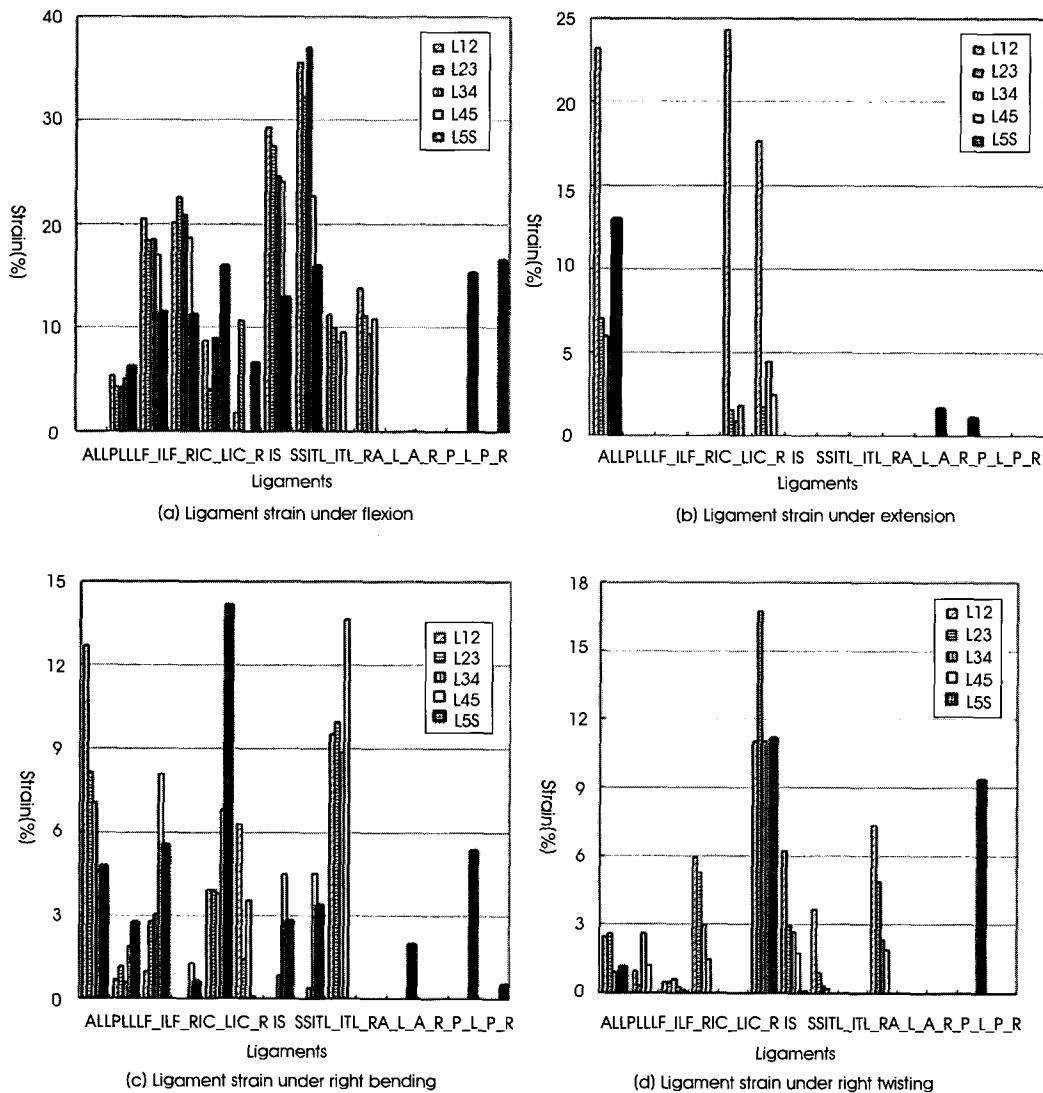 40
30
20
10
0
Strain(%)
L12
L23
L34
L45
L5S
ALLPLLLF_ILF_RIC_LIC_R IS SSITL_ITL_RA_L_A_R_P_L_P_R
Ligaments
(a) Ligament strain under flexion
25
20
15
10
5
0
Strain(%)
L12
L23
L34
L45
L5S
ALLPLLLF_ILF_RIC_LIC_R IS SSITL_ITL_RA_L_A_R_P_L_P_R
Ligaments
(b) Ligament strain under extension
15
12
9
6
3
0
Strain(%)
L12
L23
L34
L45
L5S
ALLPLLLF_ILF_RIC_LIC_R IS SSITL_ITL_RA_L_A_R_P_L_P_R
Ligaments
(c) Ligament strain under right bending
18
15
12
9
6
3
0
Strain(%)
L12
L23
L34
L45
L5S
ALLPLLLF_ILF_RIC_LIC_R IS SSITL_ITL_RA_L_A_R_P_L_P_R
Ligaments
(d) Ligament strain under right twisting